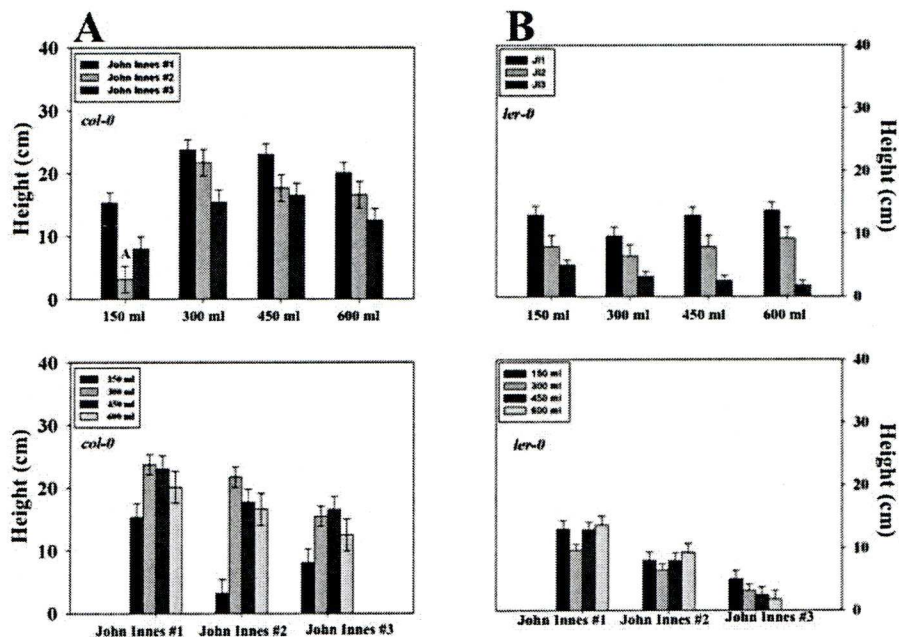 A
40
30
20
10
0
Height (cm)
John Innes #1
John Innes #2
John Innes #3
col-0
A
150 ml
300 ml
450 ml
600 ml
B
40
30
20
10
0
Height (cm)
JI1
JI2
JI3
ler-0
150 ml
300 ml
450 ml
600 ml
40
30
20
10
0
Height (cm)
150 ml
300 ml
450 ml
600 ml
col-0
John Innes #1
John Innes #2
John Innes #3
40
30
20
10
0
Height (cm)
150 ml
300 ml
450 ml
600 ml
ler-0
John Innes #1
John Innes #2
John Innes #3